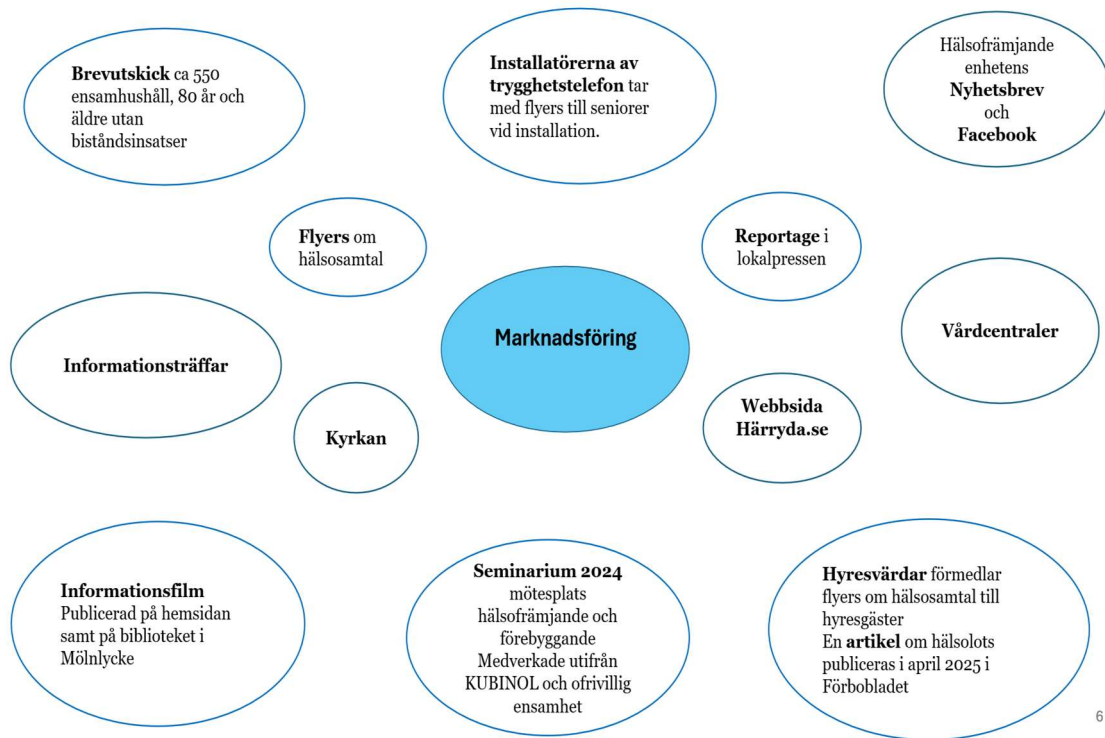 Brevutskick ca 550
ensamhushåll, 80 år och
äldre utan
biståndsinsatser
Installatörerna av
trygghetstelefon tar
med flyers till seniorer
vid installation.
Hälsofrämjande
enhetens
Nyhetsbrev
och
Facebook
Flyers om
hälsosamtal
Reportage i
lokalpressen
Marknadsföring
Vårdcentraler
Informationsträffar
Kyrkan
Webbsida
Härryda.se
Informationsfilm
Publicerad på hemsidan
samt på biblioteket i
Mölnlycke
Seminarium 2024
mötesplats
hälsofrämjande och
förebyggande
Medverkade utifrån
KUBINOL och ofrivillig
ensamhet
Hyresvärdar förmedlar
flyers om hälsosamtal till
hyresgäster
En artikel om hälsolots
publiceras i april 2025 i
Förbobladet
6